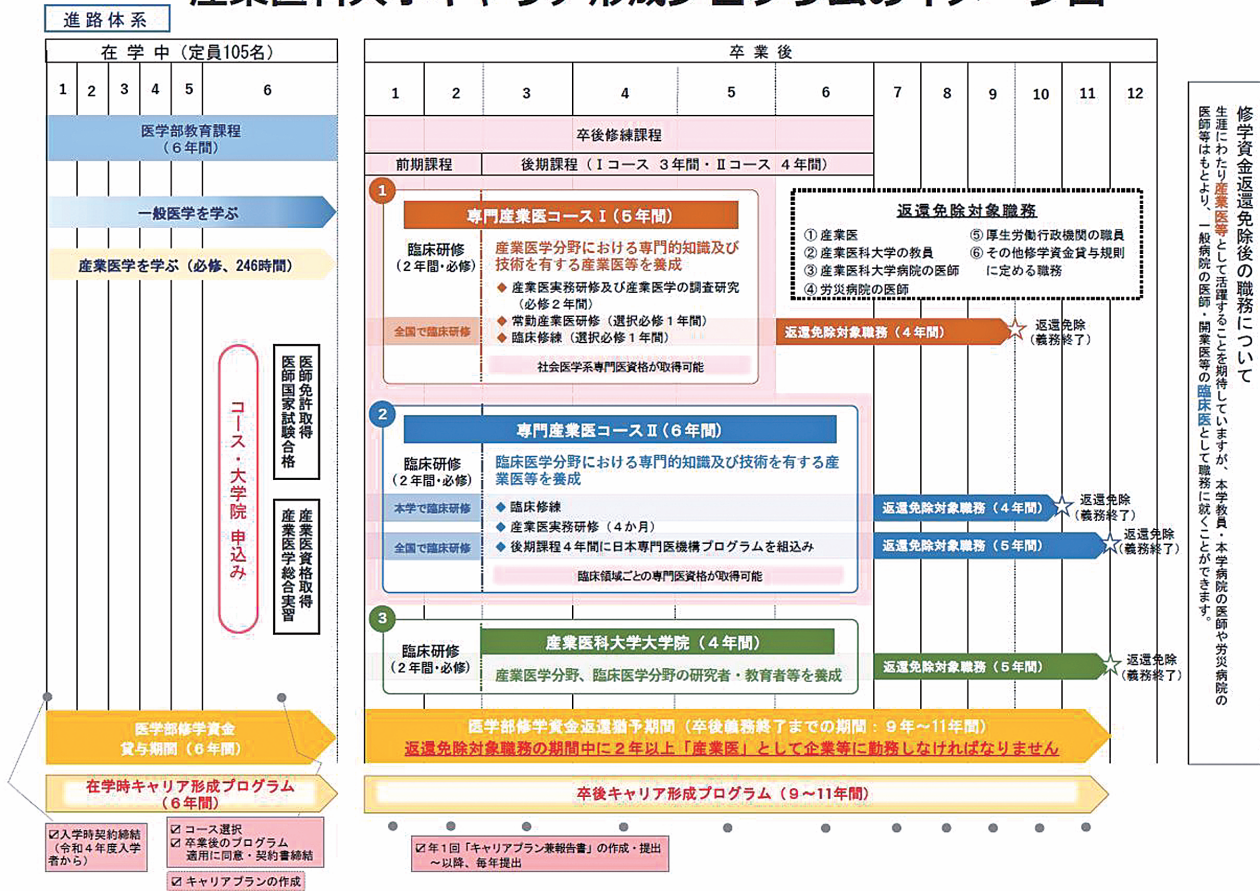 進路体系
在学中（定員105名）
1 2 3 4 5 6
医学部教育課程
（６年間）
一般医学を学ぶ
産業医学を学ぶ（必修、246時間）
コース・大学院 申込み
医師免許取得
医師国家試験合格
産業医資格取得
産業医学総合実習
医学部修学資金
貸与期間（６年間）
在学時キャリア形成プログラム
（６年間）
☑入学時契約締結
（令和４年度入学
者から）
☑ コース選択
☑ 卒業後のプログラム
適用に同意・契約書締結
☑ キャリアプランの作成
卒業後
1 2 3 4 5 6 7 8 9 10 11 12
卒後修練課程
前期課程
後期課程（Ⅰコース ３年間・Ⅱコース ４年間）
1
専門産業医コースⅠ（５年間）
臨床研修
（２年間・必修）
産業医学分野における専門的知識及び
技術を有する産業医等を養成
◆ 産業医実務研修及び産業医学の調査研究
（必修２年間）
◆ 常勤産業医研修（選択必修１年間）
◆ 臨床修練（選択必修１年間）
全国で臨床研修
社会医学系専門医資格が取得可能
返還免除対象職務（４年間）
返還免除
（義務終了）
返還免除対象職務
① 産業医
② 産業医科大学の教員
③ 産業医科大学病院の医師
④ 労災病院の医師
⑤ 厚生労働行政機関の職員
⑥ その他修学資金貸与規則
に定める職務
2
専門産業医コースⅡ（６年間）
臨床研修
（２年間・必修）
臨床医学分野における専門的知識及び技術を有する産
業医等を養成
本学で臨床研修
全国で臨床研修
◆ 臨床修練
◆ 産業医実務研修（４か月）
◆ 後期課程４年間に日本専門医機構プログラムを組込み
臨床領域ごとの専門医資格が取得可能
返還免除対象職務（４年間）
返還免除
（義務終了）
返還免除対象職務（５年間）
返還免除
（義務終了）
3
産業医科大学大学院（４年間）
臨床研修
（２年間・必修）
産業医学分野、臨床医学分野の研究者・教育者等を養成
返還免除対象職務（５年間）
返還免除
（義務終了）
医学部修学資金返還猶予期間（卒後義務終了までの期間：９年～11年間）
返還免除対象職務の期間中に２年以上「産業医」として企業等に勤務しなければなりません
卒後キャリア形成プログラム（９～11年間）
☑ 年１回「キャリアプラン兼報告書」の作成・提出
～以降、毎年提出
修学資金返還免除後の職務について
生涯にわたり産業医等として活躍することを期待していますが、本学教員・本学病院の医師や労災病院の
医師等はもとより、一般病院の医師・開業医等の臨床医として職務に就くことができます。